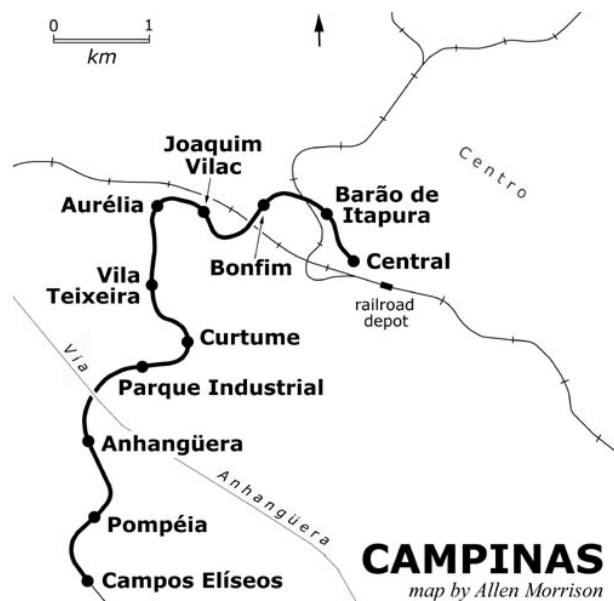 0 1
km
Joaquim
Vilac
Centro
Aurélia
Barão de
Itapura
Bonfim
Central
Vila
Teixeira
railroad
depot
Curtume
Via
Parque Industrial
Anhangüera
Anhangüera
Pompéia
CAMPINAS
Campos Elíseos
map by Allen Morrison